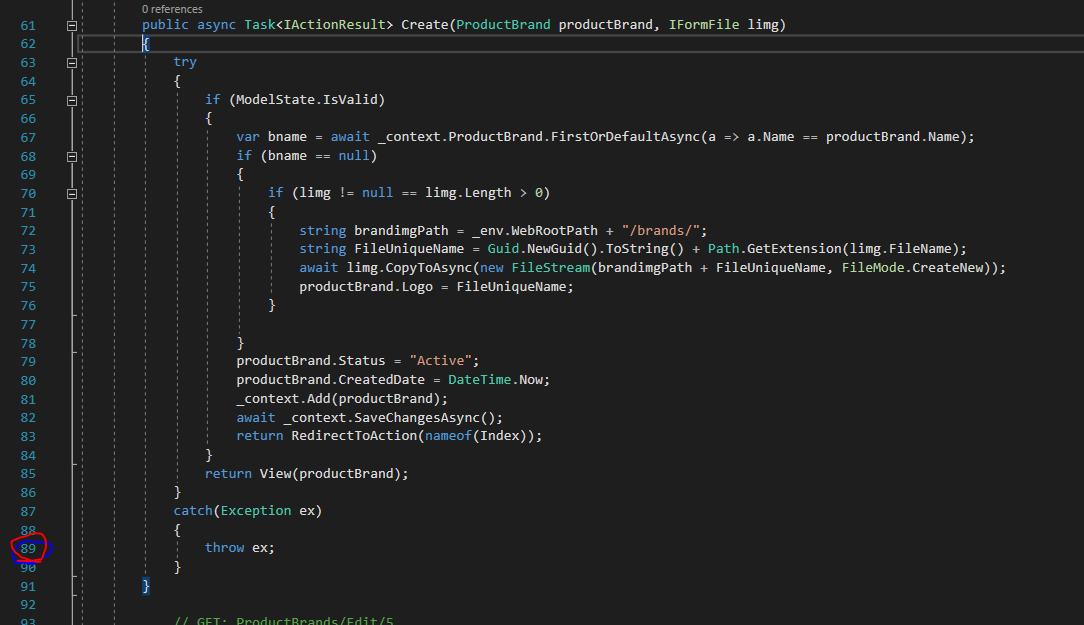 0 references
61 public async Task<IActionResult> Create(ProductBrand productBrand, IFormFile limg)
62 {
63 try
64 {
65 if (ModelState.IsValid)
66 {
67 var bname = await _context.ProductBrand.FirstOrDefaultAsync(a => a.Name == productBrand.Name);
68 if (bname == null)
69 {
70 if (limg != null == limg.Length > 0)
71 {
72 string brandimgPath = _env.WebRootPath + "/brands/";
73 string FileUniqueName = Guid.NewGuid().ToString() + Path.GetExtension(limg.FileName);
74 await limg.CopyToAsync(new FileStream(brandimgPath + FileUniqueName, FileMode.CreateNew));
75 productBrand.Logo = FileUniqueName;
76 }
77
78 }
79 productBrand.Status = "Active";
80 productBrand.CreatedDate = DateTime.Now;
81 _context.Add(productBrand);
82 await _context.SaveChangesAsync();
83 return RedirectToAction(nameof(Index));
84 }
85 return View(productBrand);
86 }
87 catch(Exception ex)
88 {
89 throw ex;
90 }
91 }
92
93 // GET: ProductBrands/Edit/5